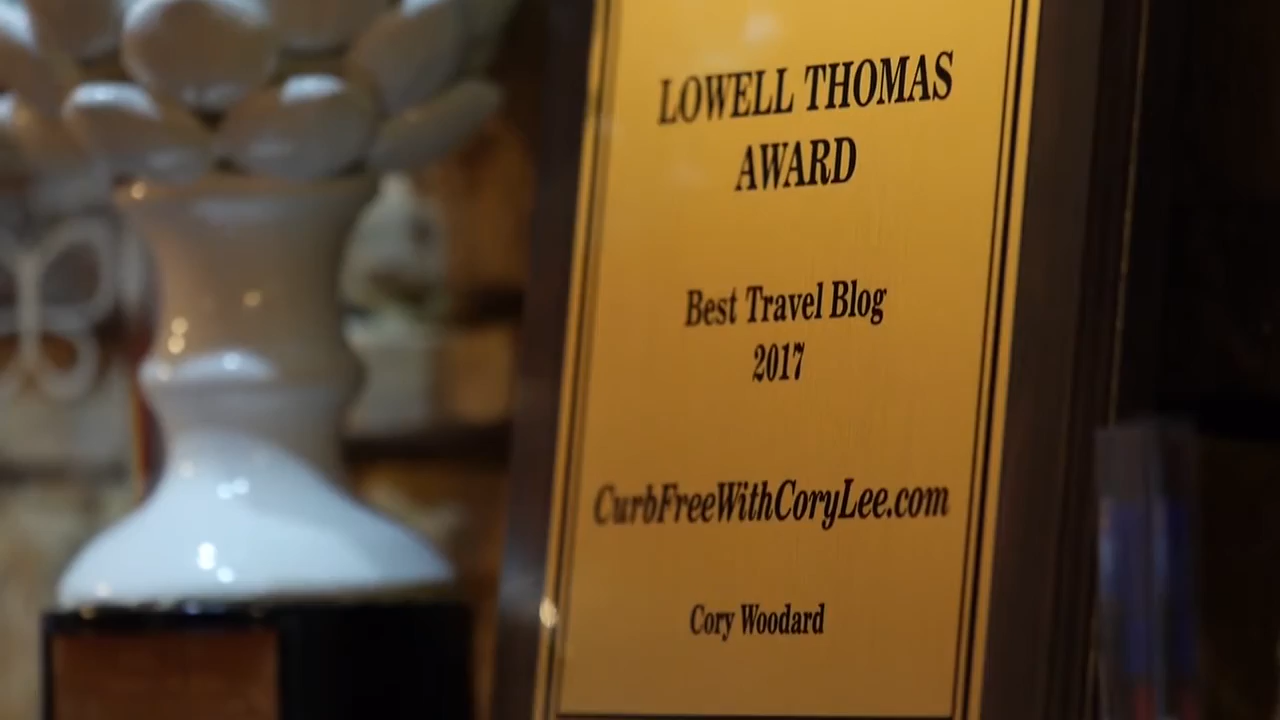 LOWELL THOMAS
AWARD
Best Travel Blog
2017
CurbFreeWithCoryLee.com
Cory Woodard